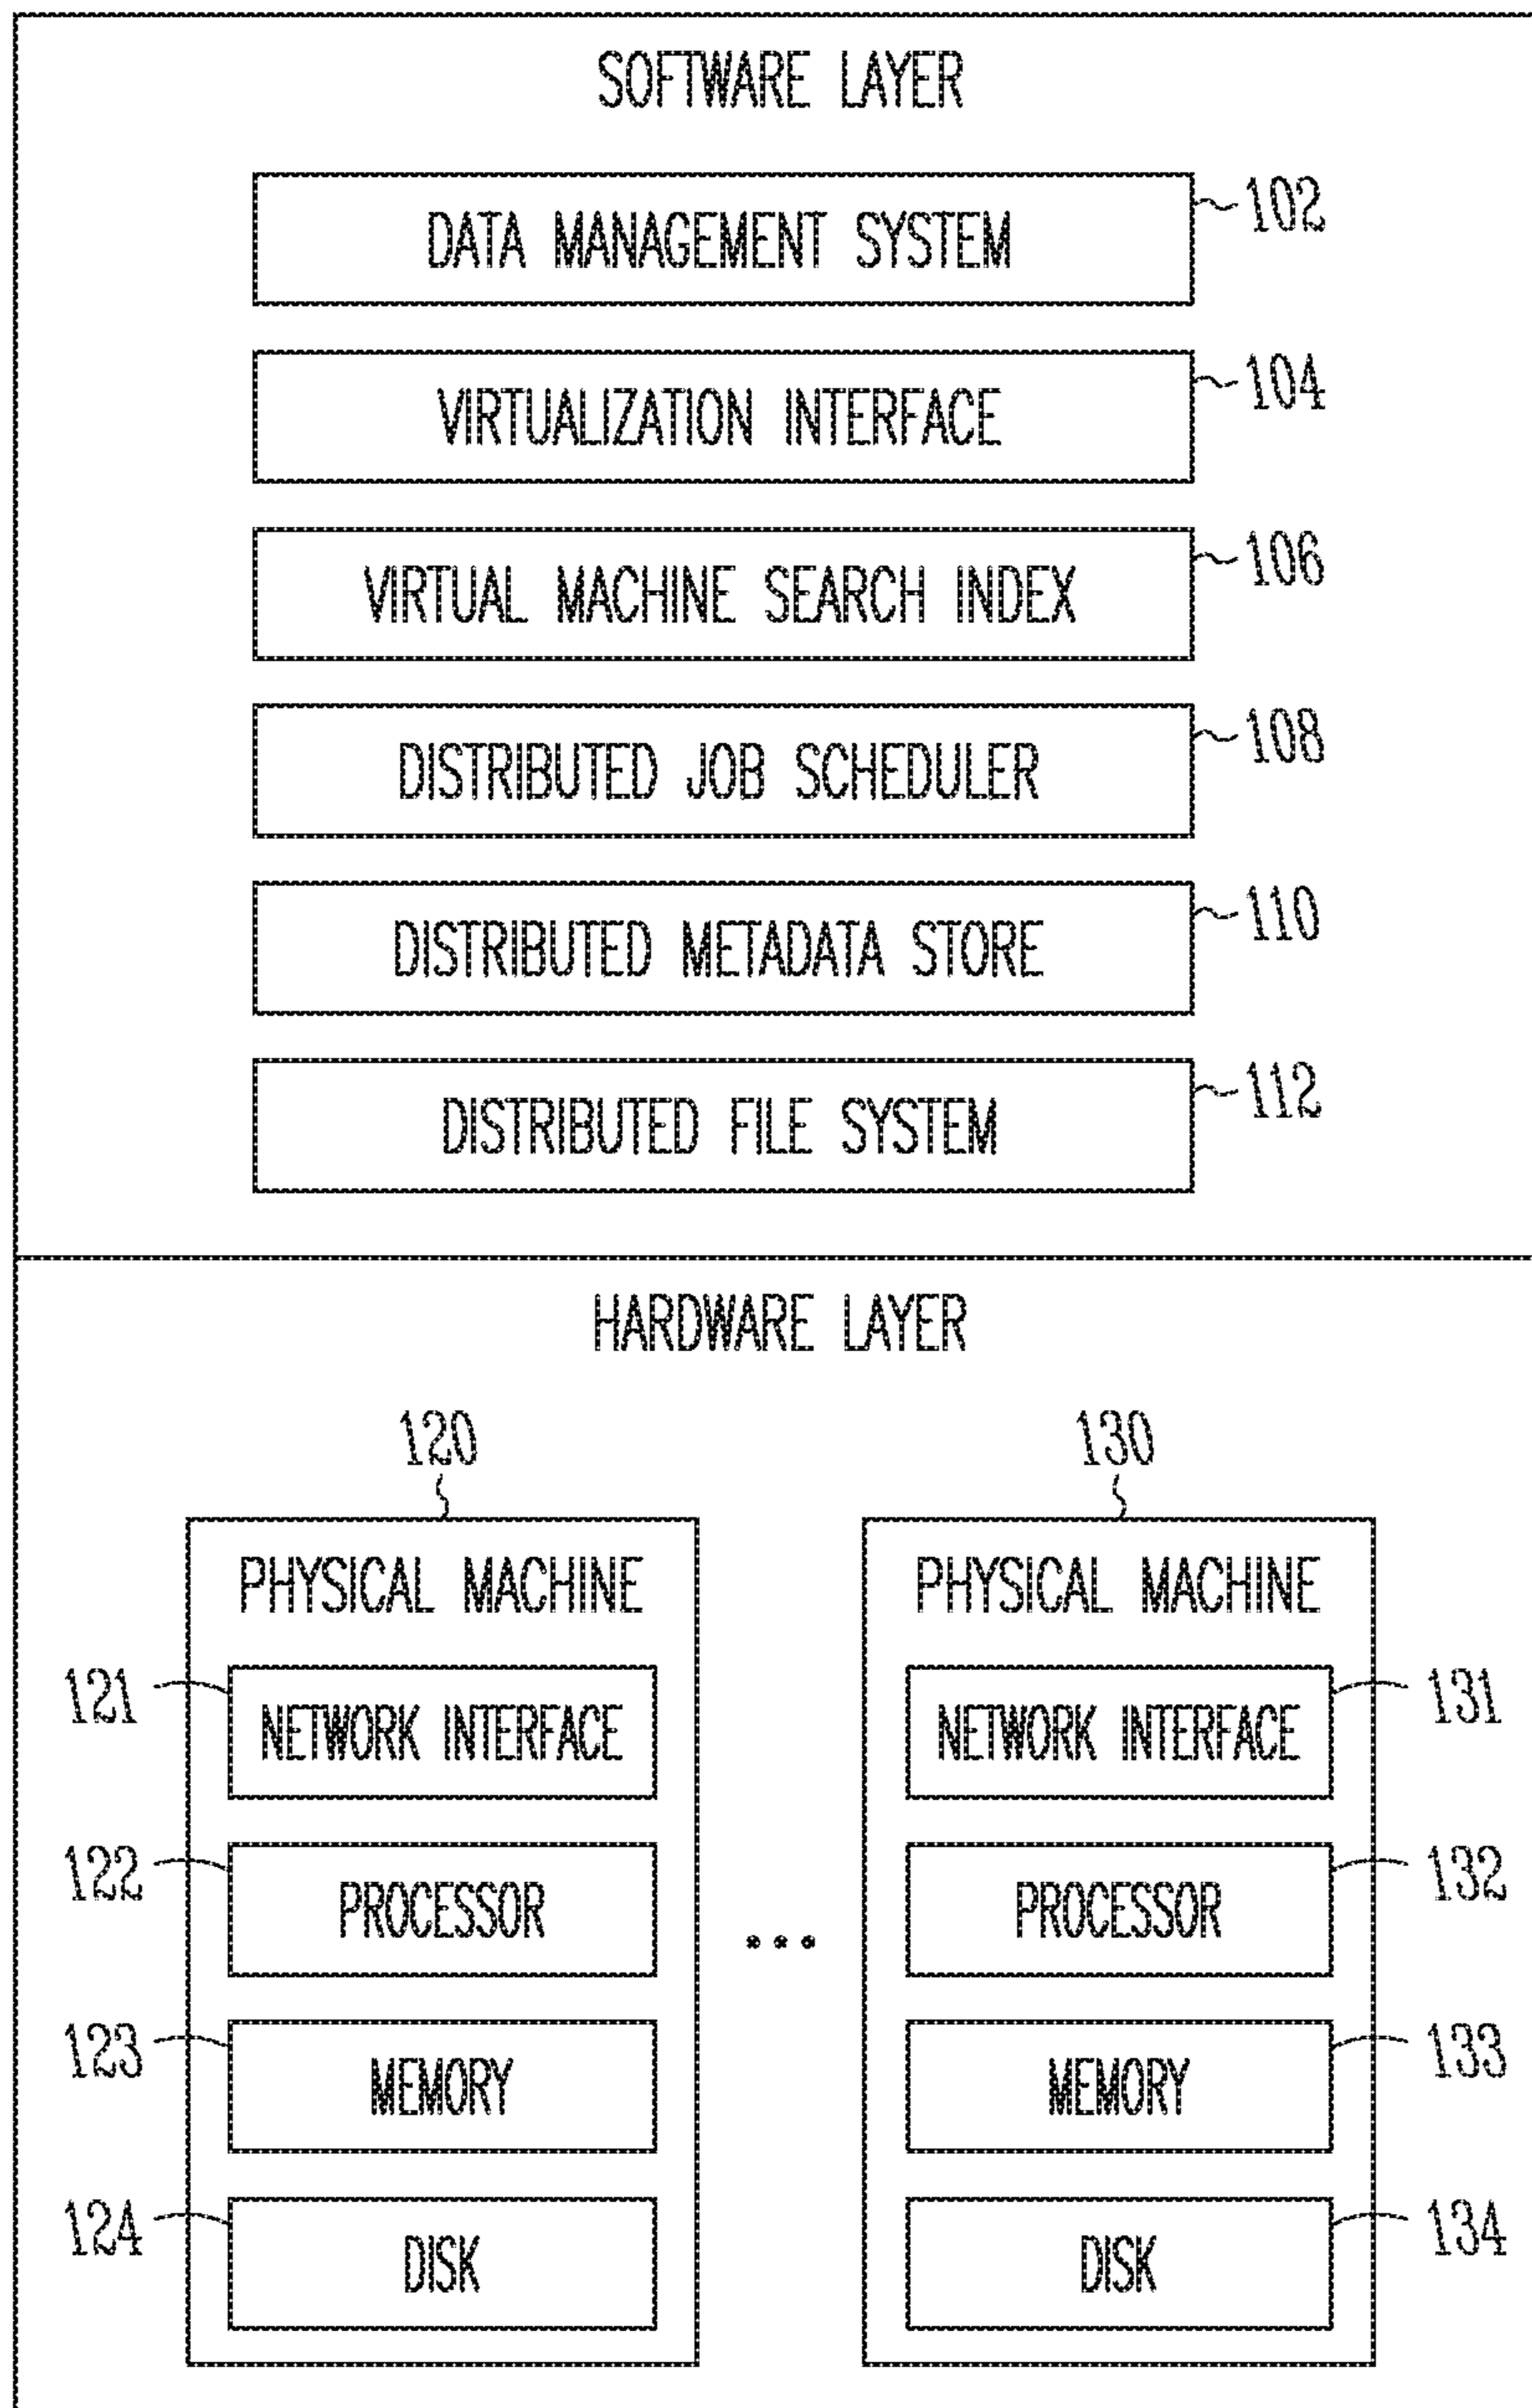 SOFTWARE LAYER
DATA MANAGEMENT SYSTEM 102
VIRTUALIZATION INTERFACE 104
VIRTUAL MACHINE SEARCH INDEX 106
DISTRIBUTED JOB SCHEDULER 108
DISTRIBUTED METADATA STORE 110
DISTRIBUTED FILE SYSTEM 112
HARDWARE LAYER
120 130
PHYSICAL MACHINE PHYSICAL MACHINE
121 NETWORK INTERFACE NETWORK INTERFACE 131
122 PROCESSOR PROCESSOR 132
...
123 MEMORY MEMORY 133
124 DISK DISK 134